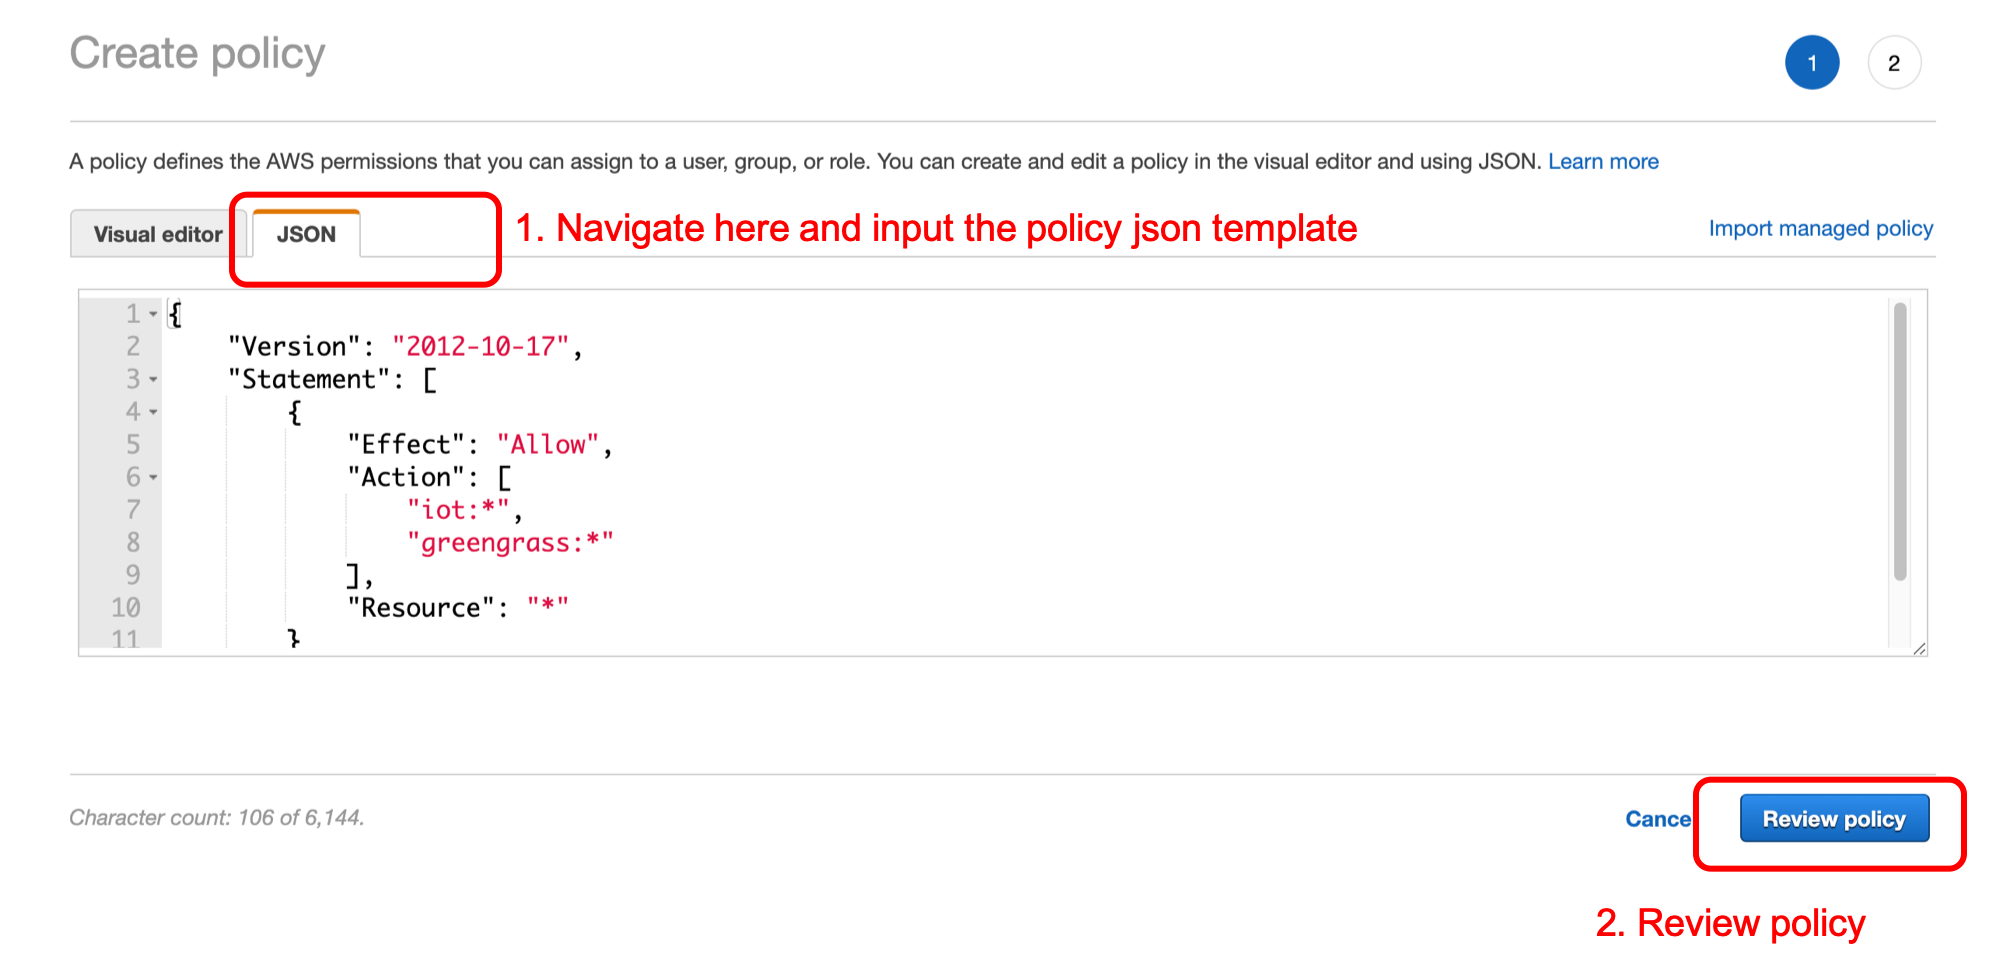 Create policy
1 2
A policy defines the AWS permissions that you can assign to a user, group, or role. You can create and edit a policy in the visual editor and using JSON. Learn more
Visual editor JSON 1. Navigate here and input the policy json template Import managed policy
1 {
2 "Version": "2012-10-17",
3 "Statement": [
4 {
5 "Effect": "Allow",
6 "Action": [
7 "iot:*",
8 "greengrass:*"
9 ],
10 "Resource": "*"
11 }
Character count: 106 of 6,144. Cance Review policy
2. Review policy